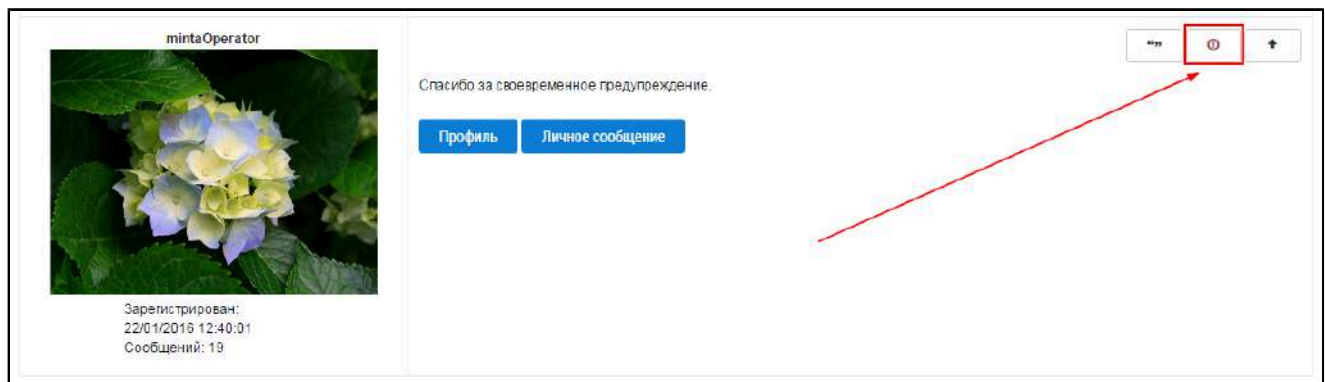 mintaOperator
Спасибо за своевременное предупреждение.
Профиль
Личное сообщение
Зарегистрирован:
22/01/2016 12:40:01
Сообщений: 19